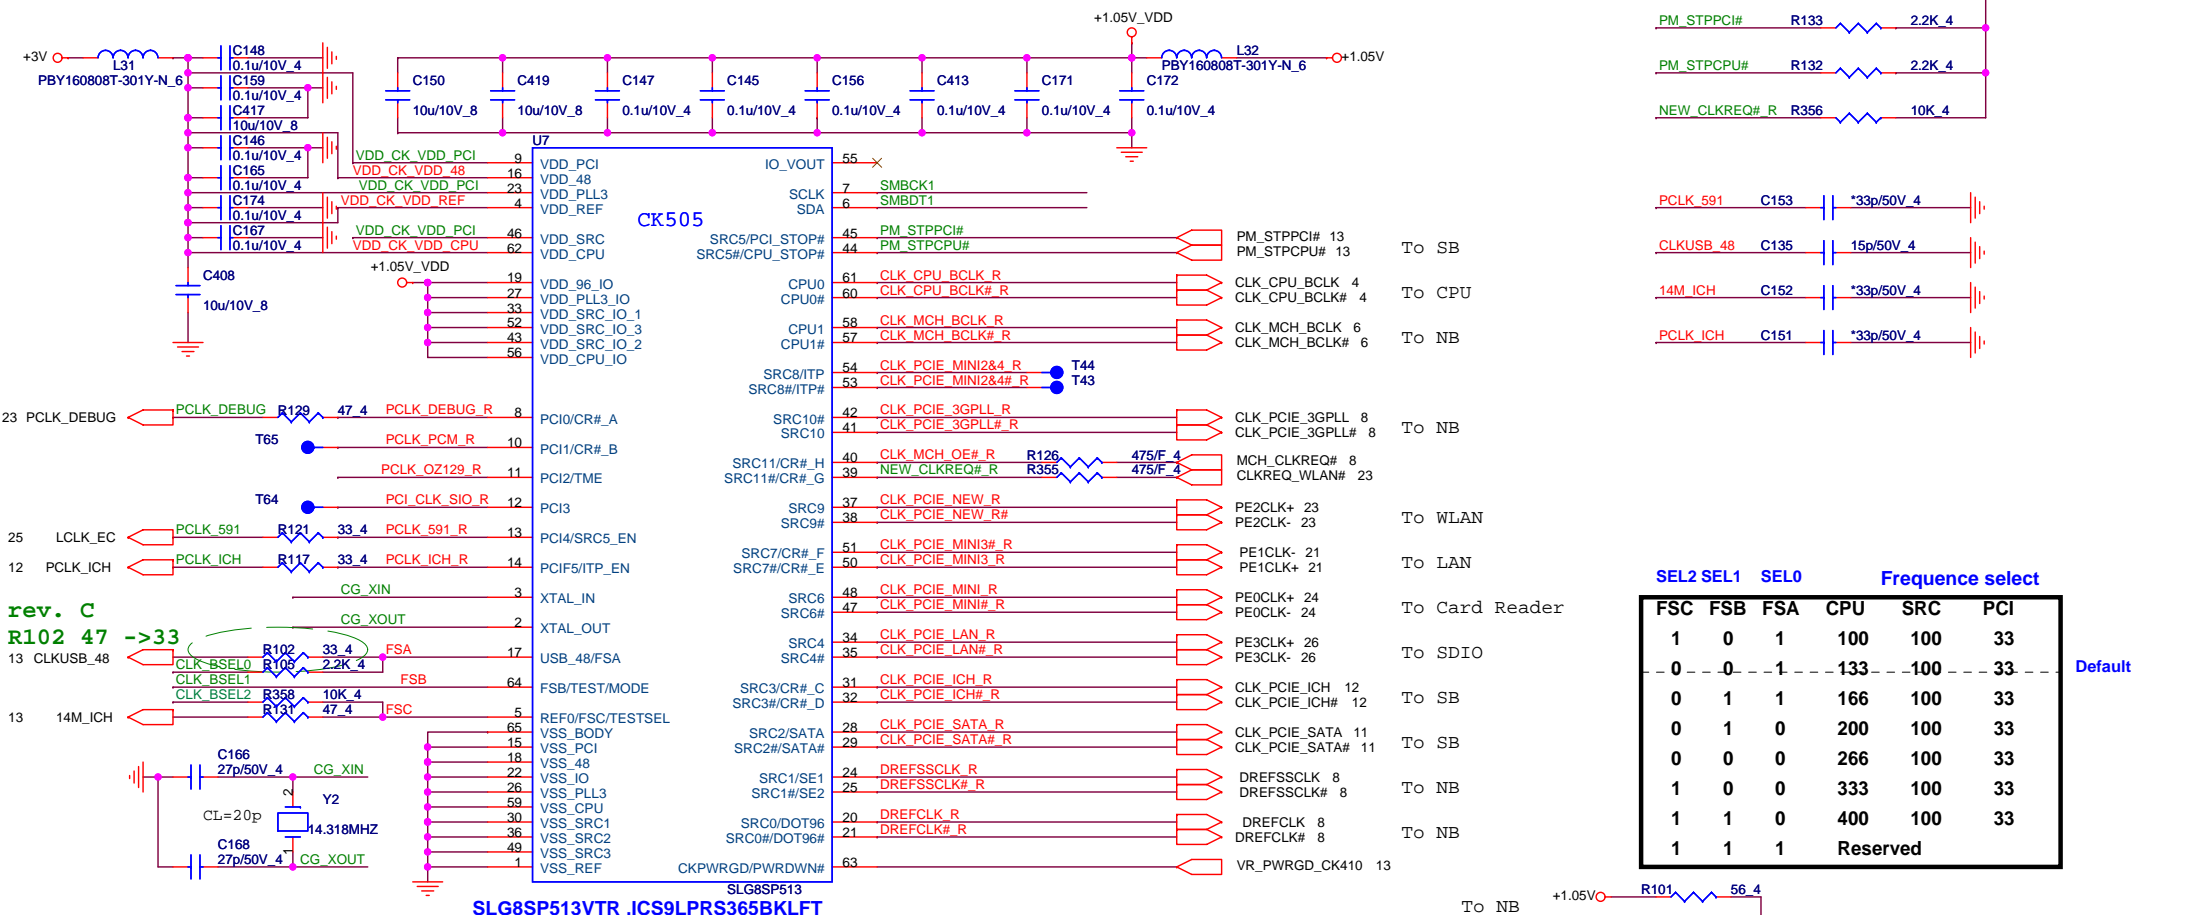 +3V
L31
PBY160808T-301Y-N_6
C148
0.1u/10V_4
C159
0.1u/10V_4
C417
10u/10V_8
C146
0.1u/10V_4
C165
0.1u/10V_4
C174
0.1u/10V_4
C167
0.1u/10V_4
C408
10u/10V_8
C150
10u/10V_8
C419
10u/10V_8
C147
0.1u/10V_4
C145
0.1u/10V_4
C156
0.1u/10V_4
C413
0.1u/10V_4
C171
0.1u/10V_4
C172
0.1u/10V_4
+1.05V_VDD
L32
PBY160808T-301Y-N_6
+1.05V
PM_STPPCI# R133 2.2K_4
PM_STPCPU# R132 2.2K_4
NEW_CLKREQ#_R R356 10K_4
PCLK_591 C153 *33p/50V_4
CLKUSB_48 C135 15p/50V_4
14M_ICH C152 *33p/50V_4
PCLK_ICH C151 *33p/50V_4
U7
CK505
VDD_CK_VDD_PCI 9 VDD_PCI
VDD_CK_VDD_48 16 VDD_48
VDD_CK_VDD_PCI 23 VDD_PLL3
VDD_CK_VDD_REF 4 VDD_REF
VDD_CK_VDD_PCI 46 VDD_SRC
VDD_CK_VDD_CPU 62 VDD_CPU
+1.05V_VDD
19 VDD_96_IO
27 VDD_PLL3_IO
33 VDD_SRC_IO_1
52 VDD_SRC_IO_3
43 VDD_SRC_IO_2
56 VDD_CPU_IO
23 PCLK_DEBUG PCLK_DEBUG R129 47_4 PCLK_DEBUG_R 8 PCI0/CR#_A
T65 PCLK_PCM_R 10 PCI1/CR#_B
PCLK_OZ129_R 11 PCI2/TME
T64 PCI_CLK_SIO_R 12 PCI3
25 LCLK_EC PCLK_591 R121 33_4 PCLK_591_R 13 PCI4/SRC5_EN
12 PCLK_ICH PCLK_ICH R117 33_4 PCLK_ICH_R 14 PCIF5/ITP_EN
CG_XIN 3 XTAL_IN
CG_XOUT 2 XTAL_OUT
rev. C
R102 47 ->33
13 CLKUSB_48 R102 33_4 FSA 17 USB_48/FSA
CLK_BSEL0 R105 2.2K_4
CLK_BSEL1 FSB 64 FSB/TEST/MODE
CLK_BSEL2 R358 10K_4
13 14M_ICH R131 47_4 FSC 5 REF0/FSC/TESTSEL
65 VSS_BODY
15 VSS_PCI
18 VSS_48
22 VSS_IO
26 VSS_PLL3
59 VSS_CPU
30 VSS_SRC1
36 VSS_SRC2
49 VSS_SRC3
1 VSS_REF
C166
27p/50V_4 CG_XIN
2
Y2
CL=20p
14.318MHZ
1
C168
27p/50V_4 CG_XOUT
IO_VOUT 55
SCLK 7 SMBCK1
SDA 6 SMBDT1
SRC5/PCI_STOP# 45 PM_STPPCI# PM_STPPCI# 13
SRC5#/CPU_STOP# 44 PM_STPCPU# PM_STPCPU# 13
To SB
CPU0 61 CLK_CPU_BCLK_R CLK_CPU_BCLK 4
CPU0# 60 CLK_CPU_BCLK#_R CLK_CPU_BCLK# 4
To CPU
CPU1 58 CLK_MCH_BCLK_R CLK_MCH_BCLK 6
CPU1# 57 CLK_MCH_BCLK#_R CLK_MCH_BCLK# 6
To NB
SRC8/ITP 54 CLK_PCIE_MINI2&4_R T44
SRC8#/ITP# 53 CLK_PCIE_MINI2&4#_R T43
SRC10# 42 CLK_PCIE_3GPLL_R CLK_PCIE_3GPLL 8
SRC10 41 CLK_PCIE_3GPLL#_R CLK_PCIE_3GPLL# 8
To NB
SRC11/CR#_H 40 CLK_MCH_OE#_R R126 475/F_4 MCH_CLKREQ# 8
SRC11#/CR#_G 39 NEW_CLKREQ#_R R355 475/F_4 CLKREQ_WLAN# 23
SRC9 37 CLK_PCIE_NEW_R PE2CLK+ 23
SRC9# 38 CLK_PCIE_NEW_R# PE2CLK- 23
To WLAN
SRC7/CR#_F 51 CLK_PCIE_MINI3#_R PE1CLK- 21
SRC7#/CR#_E 50 CLK_PCIE_MINI3_R PE1CLK+ 21
To LAN
SRC6 48 CLK_PCIE_MINI_R PE0CLK+ 24
SRC6# 47 CLK_PCIE_MINI#_R PE0CLK- 24
To Card Reader
SRC4 34 CLK_PCIE_LAN_R PE3CLK+ 26
SRC4# 35 CLK_PCIE_LAN#_R PE3CLK- 26
To SDIO
SRC3/CR#_C 31 CLK_PCIE_ICH_R CLK_PCIE_ICH 12
SRC3#/CR#_D 32 CLK_PCIE_ICH#_R CLK_PCIE_ICH# 12
To SB
SRC2/SATA 28 CLK_PCIE_SATA_R CLK_PCIE_SATA 11
SRC2#/SATA# 29 CLK_PCIE_SATA#_R CLK_PCIE_SATA# 11
To SB
SRC1/SE1 24 DREFSSCLK_R DREFSSCLK 8
SRC1#/SE2 25 DREFSSCLK#_R DREFSSCLK# 8
To NB
SRC0/DOT96 20 DREFCLK_R DREFCLK 8
SRC0#/DOT96# 21 DREFCLK#_R DREFCLK# 8
To NB
CKPWRGD/PWRDWN# 63 VR_PWRGD_CK410 13
SLG8SP513
SLG8SP513VTR ,ICS9LPRS365BKLFT
SEL2 SEL1 SEL0 Frequence select
FSC FSB FSA CPU SRC PCI
1 0 1 100 100 33
0 0 1 133 100 33 Default
0 1 1 166 100 33
0 1 0 200 100 33
0 0 0 266 100 33
1 0 0 333 100 33
1 1 0 400 100 33
1 1 1 Reserved
To NB +1.05V R101 56_4